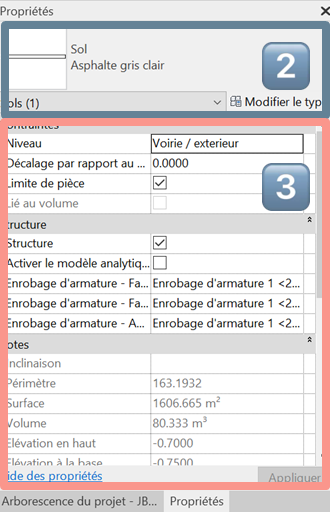 Propriétés
Sol
Asphalte gris clair
2
ols (1) Modifier le typ
ontraintes
Niveau Voirie / exterieur
Décalage par rapport au ... 0.0000
3
Limite de pièce
Lié au volume
tructure
Structure
Activer le modèle analytiq...
Enrobage d'armature - Fa... Enrobage d'armature 1 <2...
Enrobage d'armature - Fa... Enrobage d'armature 1 <2...
Enrobage d'armature - A... Enrobage d'armature 1 <2...
otes
Inclinaison
Périmètre 163.1932
Surface 1606.665 m²
Volume 80.333 m³
Elévation en haut -0.7000
Elévation à la base -0.7500
ide des propriétés Appliquer
Arborescence du projet - JB... Propriétés